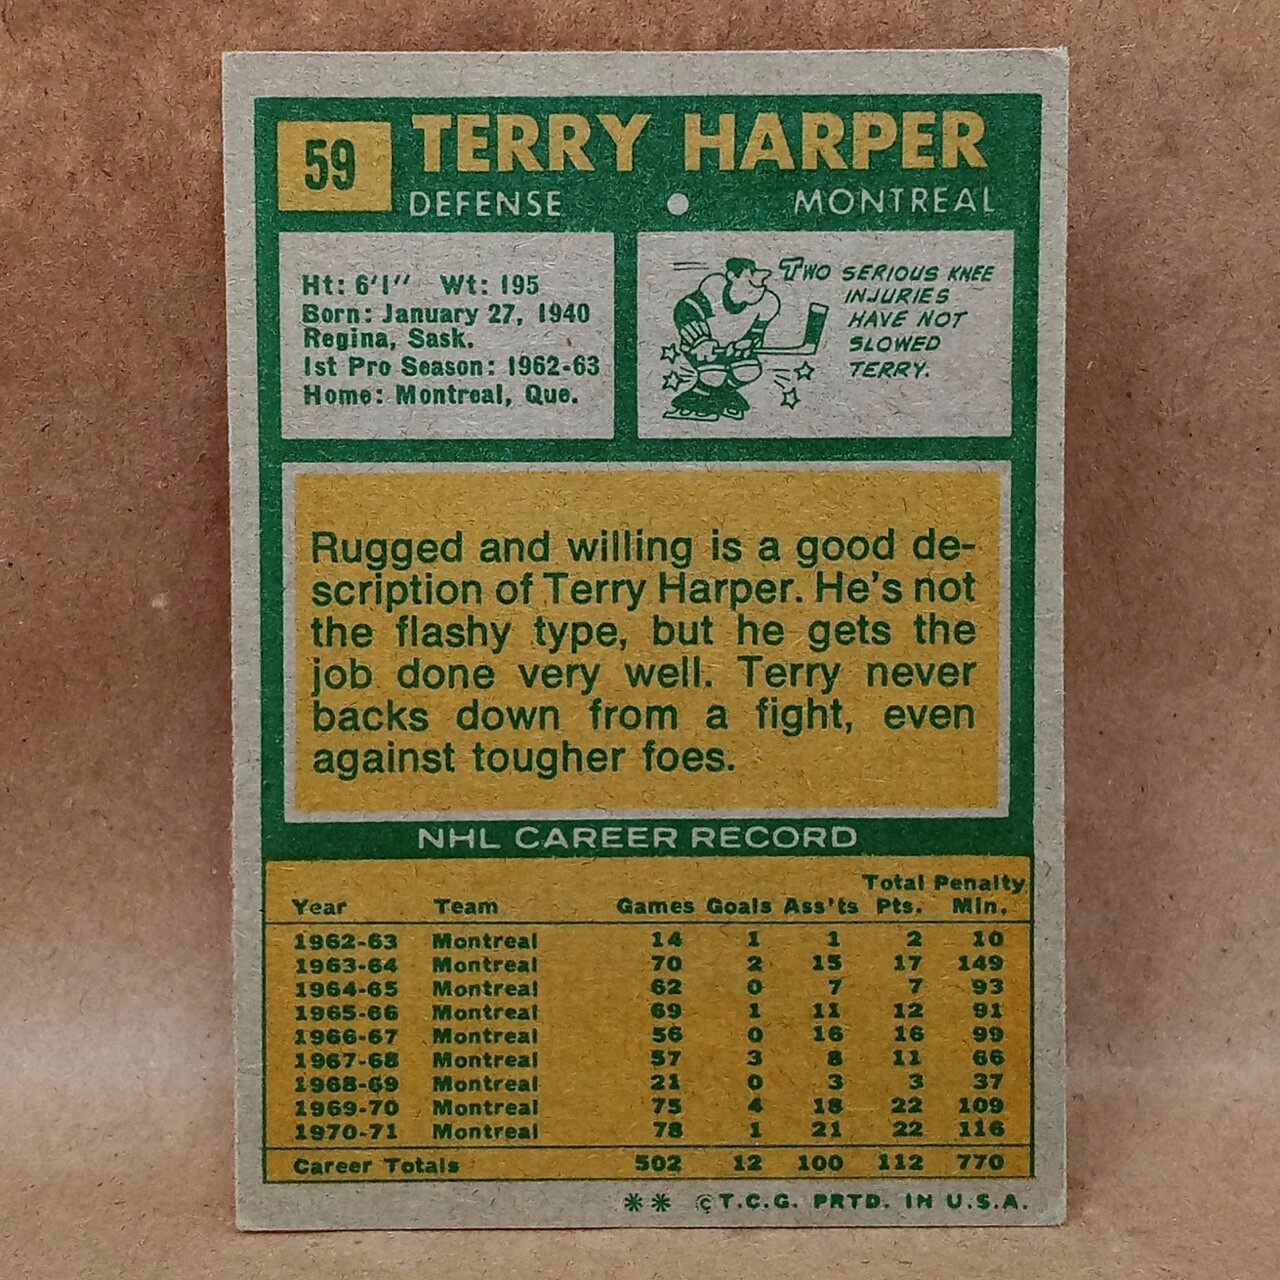 59
TERRY HARPER
DEFENSE • MONTREAL
Ht: 6'1" Wt: 195
Born: January 27, 1940
Regina, Sask.
1st Pro Season: 1962-63
Home: Montreal, Que.
TWO SERIOUS KNEE
INJURIES
HAVE NOT
SLOWED
TERRY.
Rugged and willing is a good de-
scription of Terry Harper. He's not
the flashy type, but he gets the
job done very well. Terry never
backs down from a fight, even
against tougher foes.
NHL CAREER RECORD
Total Penalty
Year Team Games Goals Ass'ts Pts. Min.
1962-63 Montreal 14 1 1 2 10
1963-64 Montreal 70 2 15 17 149
1964-65 Montreal 62 0 7 7 93
1965-66 Montreal 69 1 11 12 91
1966-67 Montreal 56 0 16 16 99
1967-68 Montreal 57 3 8 11 66
1968-69 Montreal 21 0 3 3 37
1969-70 Montreal 75 4 18 22 109
1970-71 Montreal 78 1 21 22 116
Career Totals 502 12 100 112 770
** ©T.C.G. PRTD. IN U.S.A.